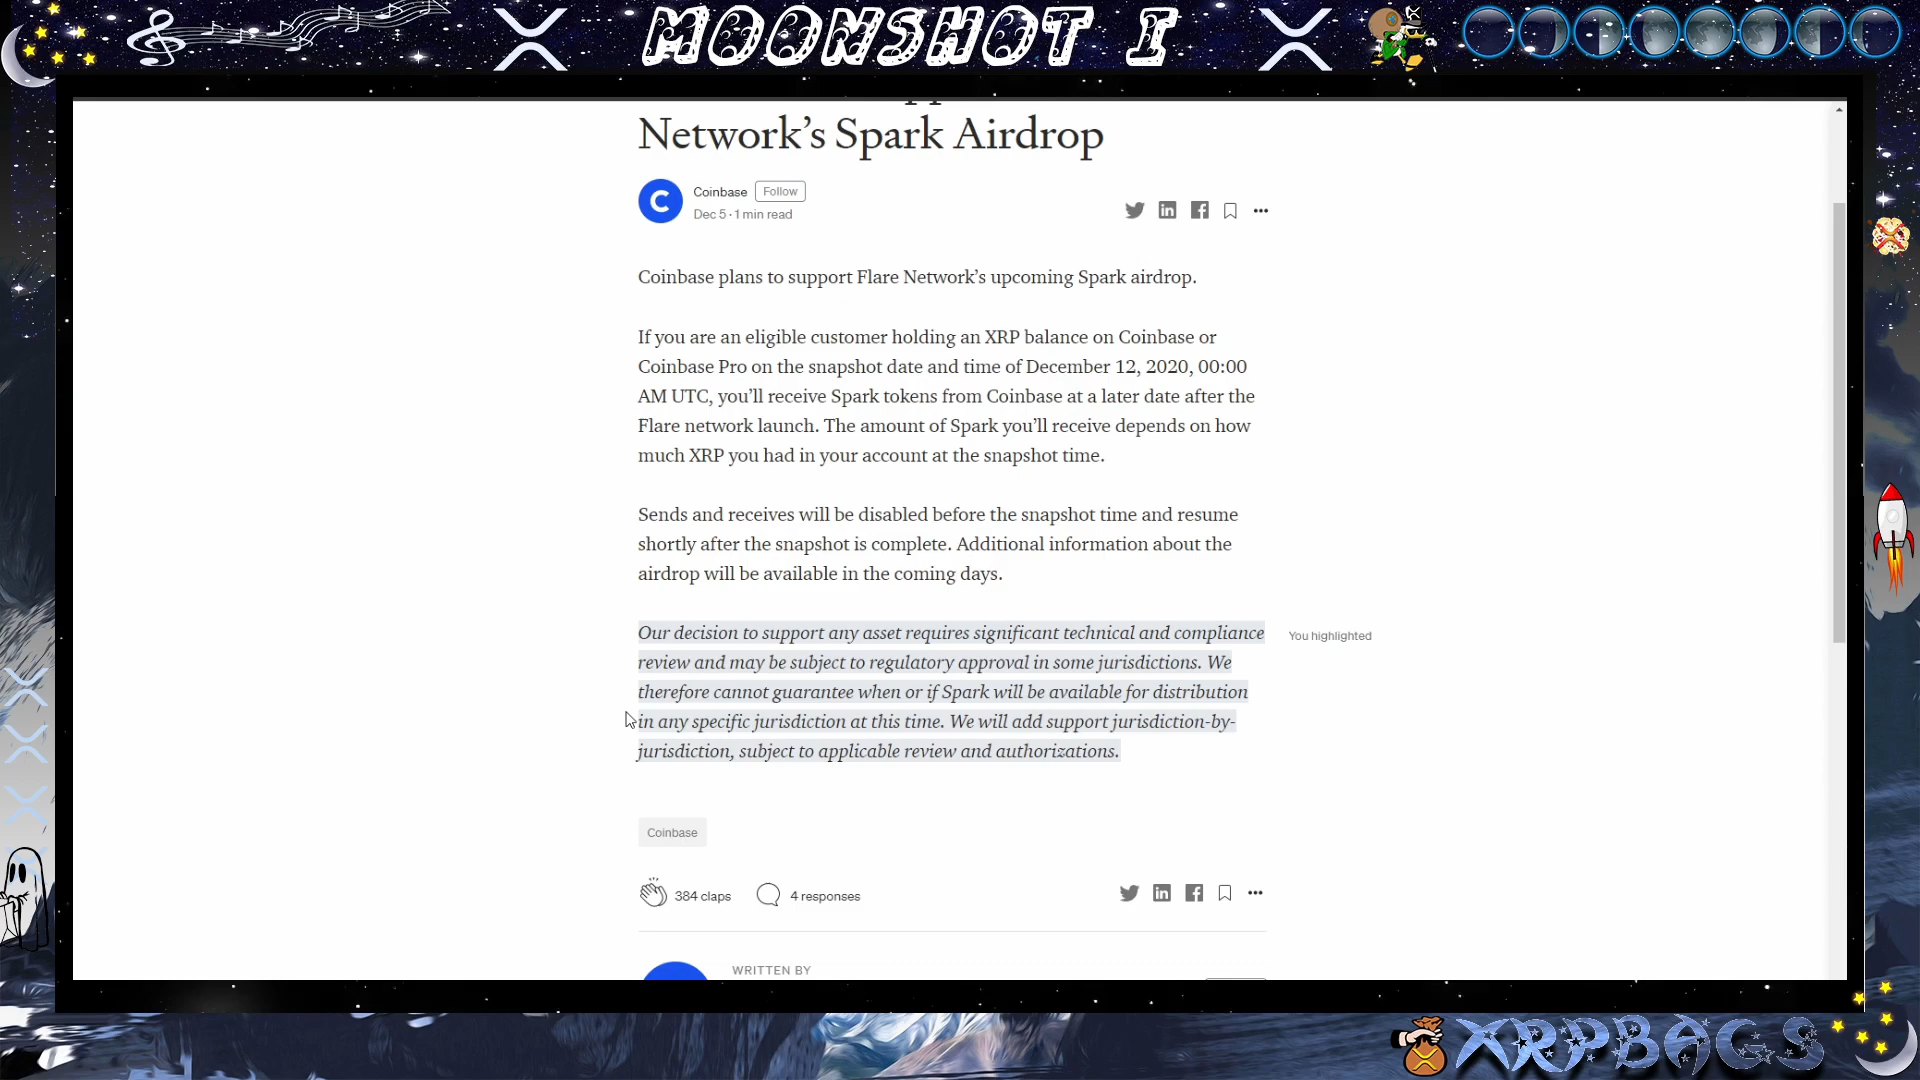 MOONSHOT I
Network’s Spark Airdrop
Coinbase Follow
Dec 5 · 1 min read
Coinbase plans to support Flare Network’s upcoming Spark airdrop.
If you are an eligible customer holding an XRP balance on Coinbase or
Coinbase Pro on the snapshot date and time of December 12, 2020, 00:00
AM UTC, you’ll receive Spark tokens from Coinbase at a later date after the
Flare network launch. The amount of Spark you’ll receive depends on how
much XRP you had in your account at the snapshot time.
Sends and receives will be disabled before the snapshot time and resume
shortly after the snapshot is complete. Additional information about the
airdrop will be available in the coming days.
Our decision to support any asset requires significant technical and compliance
You highlighted
review and may be subject to regulatory approval in some jurisdictions. We
therefore cannot guarantee when or if Spark will be available for distribution
in any specific jurisdiction at this time. We will add support jurisdiction-by-
jurisdiction, subject to applicable review and authorizations.
Coinbase
384 claps 4 responses
WRITTEN BY
XRPBAGS